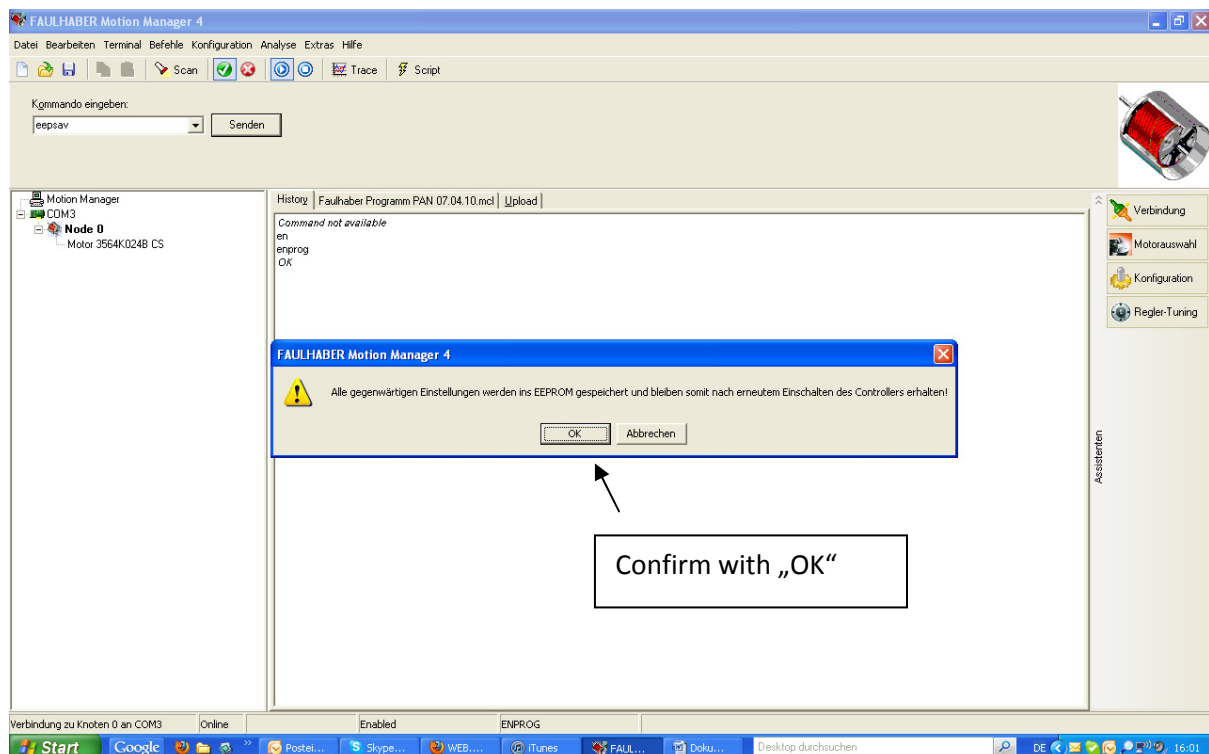 FAULHABER Motion Manager 4
Datei Bearbeiten Terminal Befehle Konfiguration Analyse Extras Hilfe
Scan Trace Script
Kommando eingeben:
eepsav Senden
Motion Manager
COM3
Node 0
Motor 3564K024B CS
History Faulhaber Programm PAN 07.04.10.mcl Upload
Command not available
en
enprog
OK
Verbindung
Motorauswahl
Konfiguration
Regler-Tuning
Assistenten
FAULHABER Motion Manager 4
Alle gegenwärtigen Einstellungen werden ins EEPROM gespeichert und bleiben somit nach erneutem Einschalten des Controllers erhalten!
OK Abbrechen
Confirm with „OK“
Verbindung zu Knoten 0 an COM3 Online Enabled ENPROG
Start Google » Postei... Skype... WEB.... iTunes FAUL... Doku... Desktop durchsuchen DE 16:01